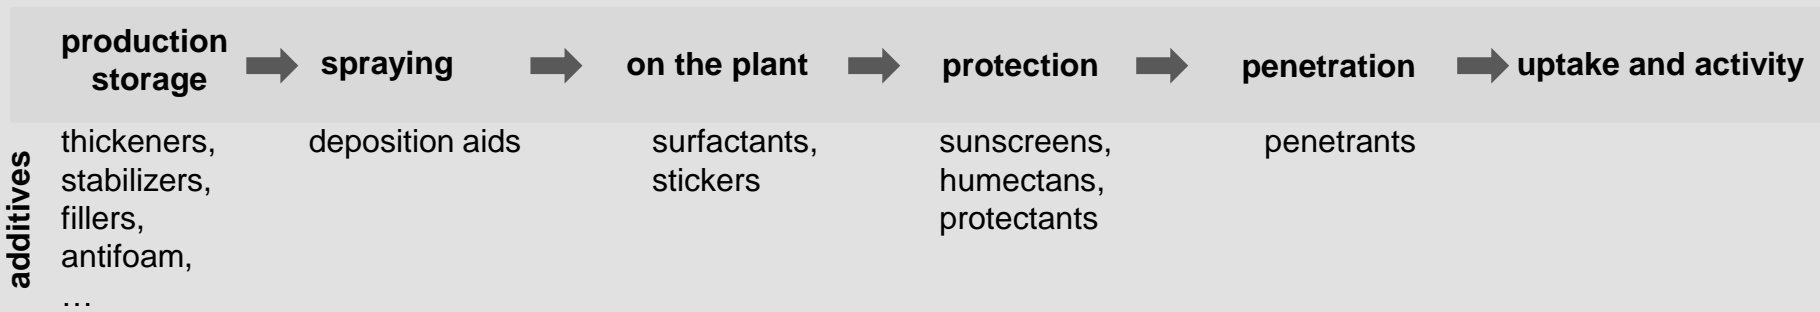 production
storage
spraying
on the plant
protection
penetration
uptake and activity
additives
thickeners,
stabilizers,
fillers,
antifoam,
…
deposition aids
surfactants,
stickers
sunscreens,
humectans,
protectants
penetrants